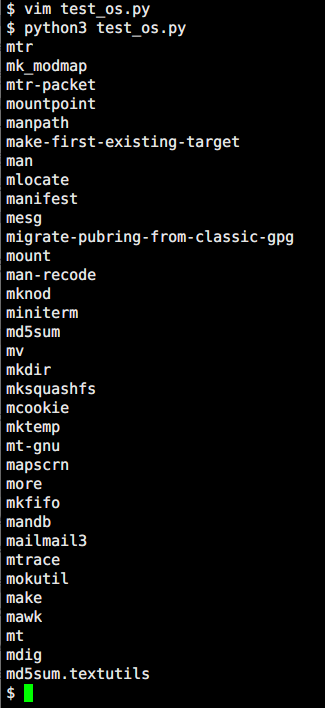 $ vim test_os.py
$ python3 test_os.py
mtr
mk_modmap
mtr-packet
mountpoint
manpath
make-first-existing-target
man
mlocate
manifest
mesg
migrate-pubring-from-classic-gpg
mount
man-recode
mknod
miniterm
md5sum
mv
mkdir
mksquashfs
mcookie
mktemp
mt-gnu
mapscrn
more
mkfifo
mandb
mailmail3
mtrace
mokutil
make
mawk
mt
mdig
md5sum.textutils
$